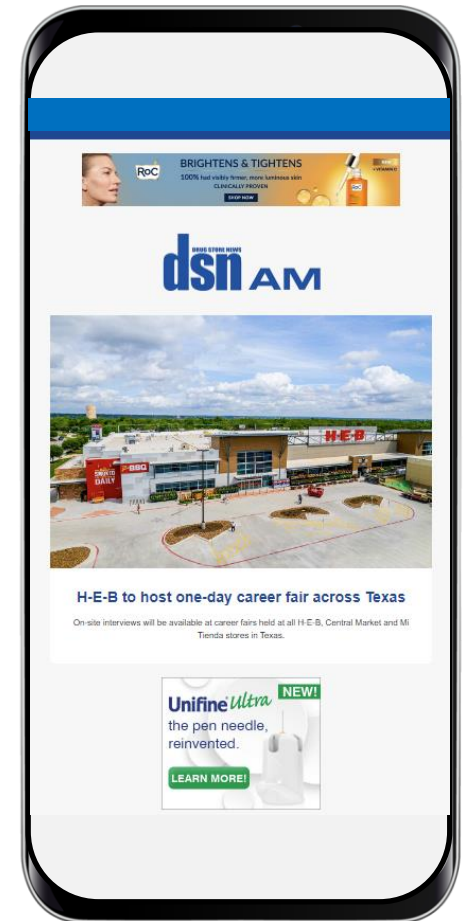 RoC
BRIGHTENS & TIGHTENS
100% had visibly firmer, more luminous skin
CLINICALLY PROVEN
SHOP NOW
RoC
DRUG STORE NEWS
dsn AM
H-E-B
BBQ
DAILY
H-E-B to host one-day career fair across Texas
On-site interviews will be available at career fairs held at all H-E-B, Central Market and Mi
Tienda stores in Texas.
NEW!
Unifine Ultra
the pen needle,
reinvented.
LEARN MORE!